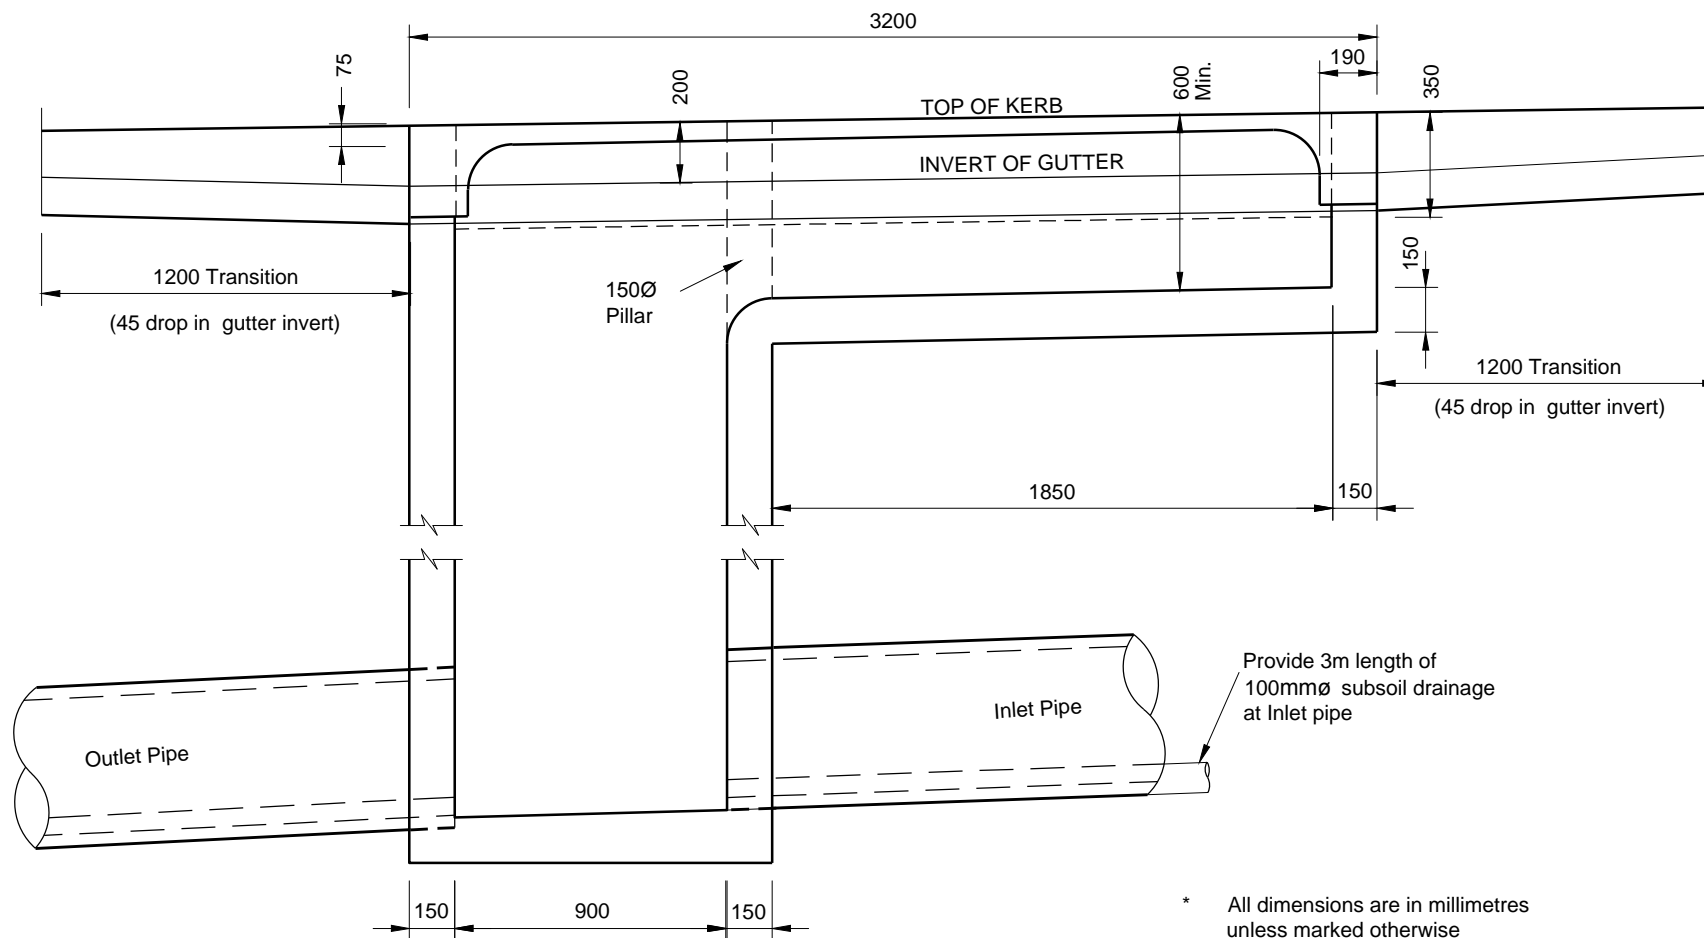 3200
75
200
600
Min.
190
350
TOP OF KERB
INVERT OF GUTTER
1200 Transition
(45 drop in gutter invert)
150Ø
Pillar
150
1200 Transition
(45 drop in gutter invert)
1850
150
Outlet Pipe
Inlet Pipe
Provide 3m length of
100mmø subsoil drainage
at Inlet pipe
150
900
150
* All dimensions are in millimetres
unless marked otherwise